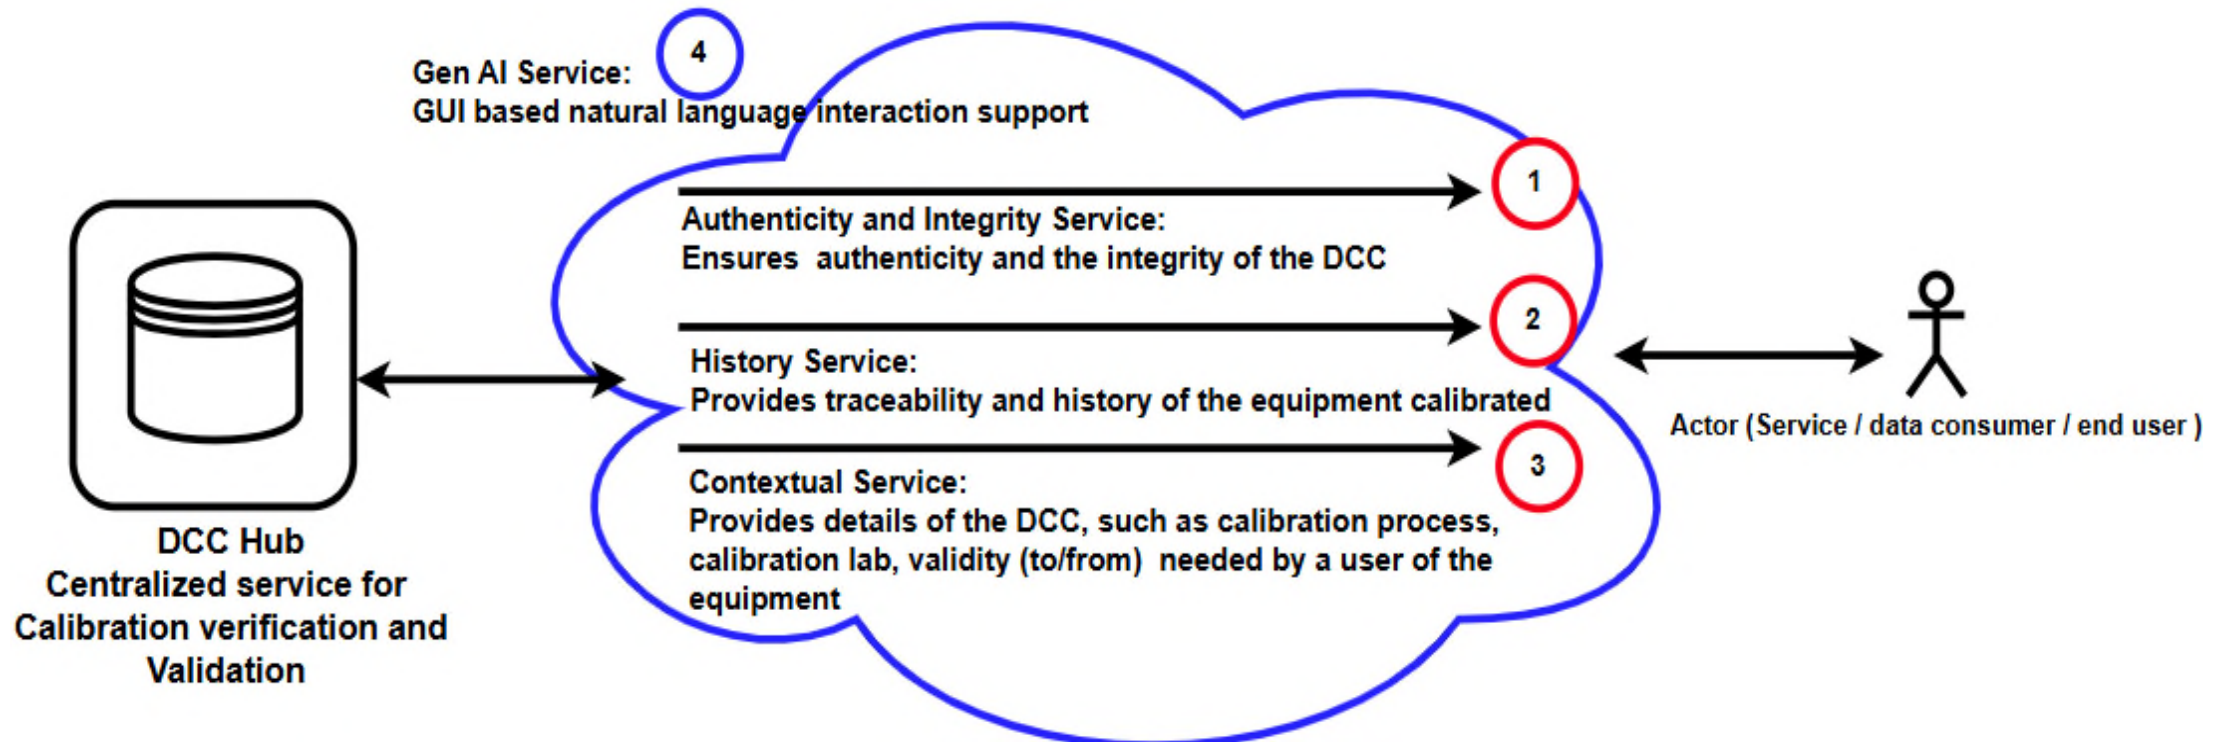 4
Gen AI Service:
GUI based natural language interaction support
1
Authenticity and Integrity Service:
Ensures authenticity and the integrity of the DCC
2
History Service:
Provides traceability and history of the equipment calibrated
3
Contextual Service:
Provides details of the DCC, such as calibration process,
calibration lab, validity (to/from) needed by a user of the
equipment
DCC Hub
Centralized service for
Calibration verification and
Validation
Actor (Service / data consumer / end user )